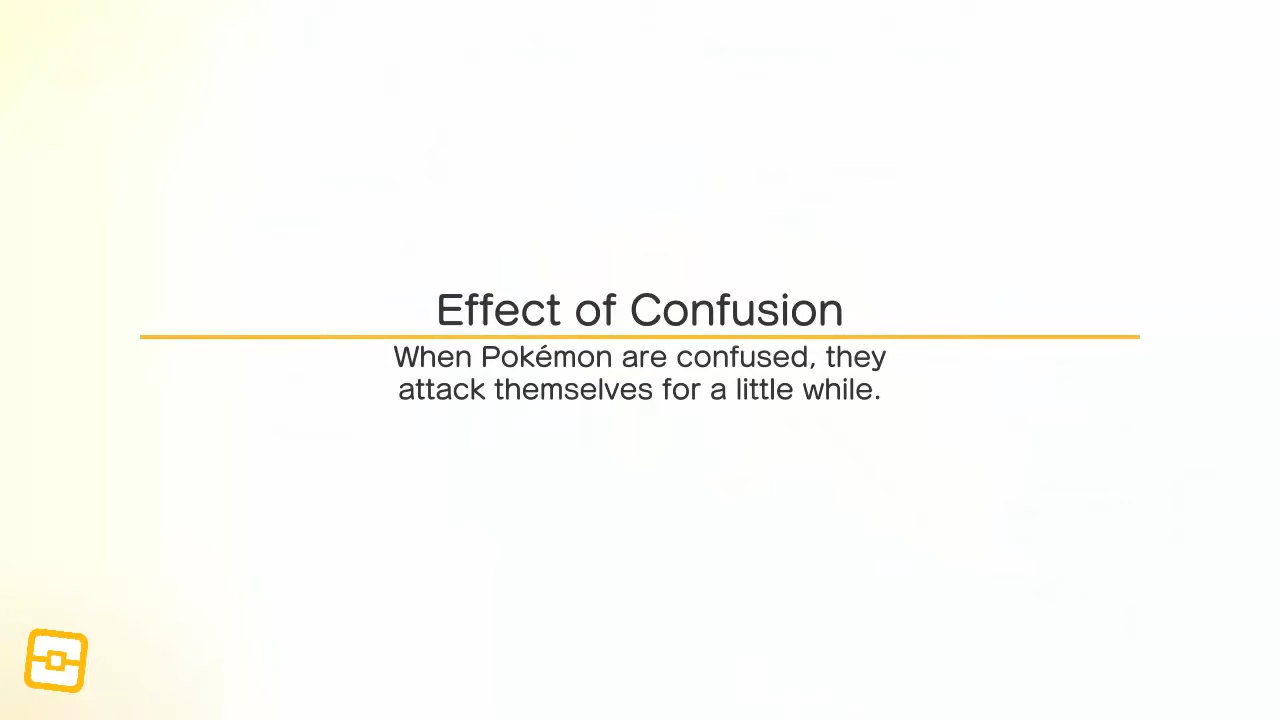 Effect of Confusion
When Pokémon are confused, they
attack themselves for a little while.